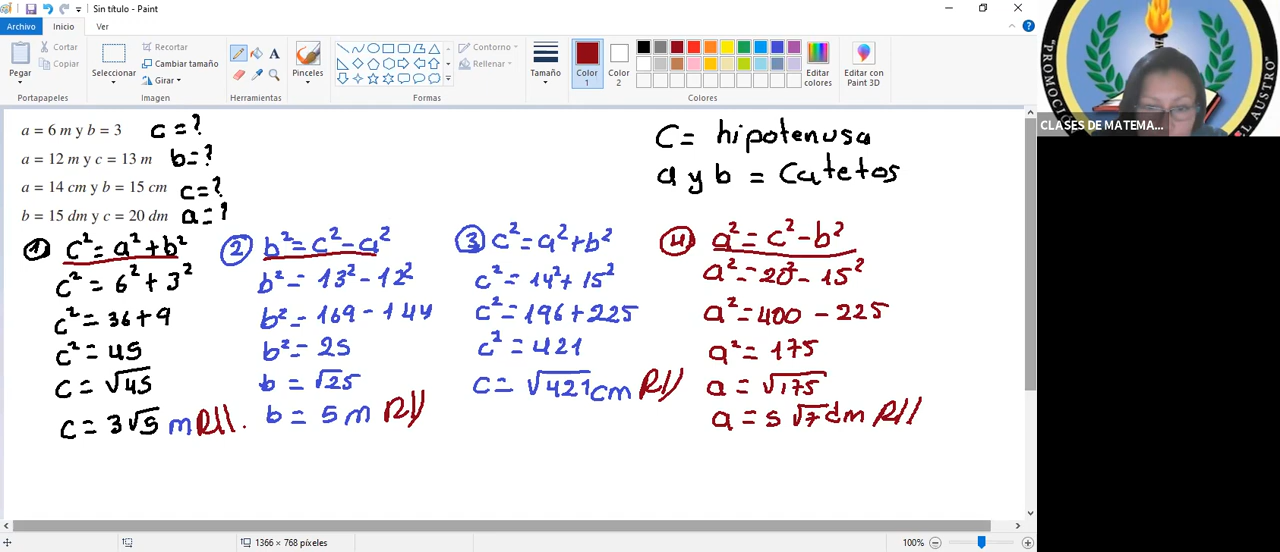 Sin título - Paint
Archivo Inicio Ver
Pegar
Cortar
Copiar
Portapapeles
Seleccionar
Recortar
Cambiar tamaño
Girar
Imagen
Herramientas
Pinceles
Contorno
Rellenar
Formas
Tamaño
Color 1
Color 2
Editar colores
Colores
Editar con Paint 3D
"PROMOCIÓ
EL AUSTRO"
CLASES DE MATEMA...
a = 6 m y b = 3 c=?
a = 12 m y c = 13 m b=?
a = 14 cm y b = 15 cm c=?
b = 15 dm y c = 20 dm a=?
C = hipotenusa
a y b = Catetos
① c² = a² + b²
c² = 6² + 3²
c² = 36 + 9
c² = 45
c = √45
c = 3√5 m R//.
② b² = c² - a²
b² = 13² - 12²
b² = 169 - 144
b² = 25
b = √25
b = 5 m R//
③ c² = a² + b²
c² = 14² + 15²
c² = 196 + 225
c² = 421
c = √421 cm R//
④ a² = c² - b²
a² = 20² - 15²
a² = 400 - 225
a² = 175
a = √175
a = 5 √7 dm R//
1366 × 768 píxeles
100%